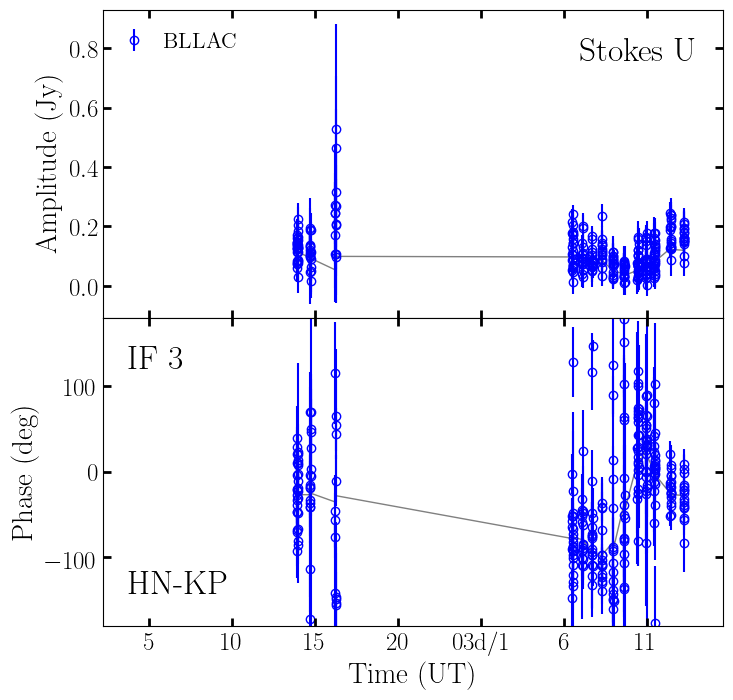 BLLAC
Stokes U
0.8
0.6
0.4
0.2
0.0
Amplitude (Jy)
IF 3
100
0
−100
Phase (deg)
HN-KP
5 10 15 20 03d/1 6 11
Time (UT)